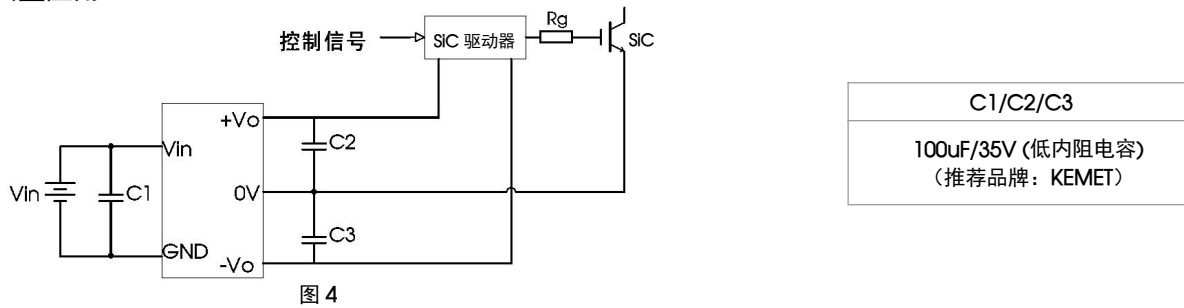 Rg
控制信号
SiC 驱动器
SiC
+Vo
C2
Vin
Vin
C1
0V
C3
GND
-Vo
图 4
C1/C2/C3
100uF/35V (低内阻电容)
（推荐品牌：KEMET）